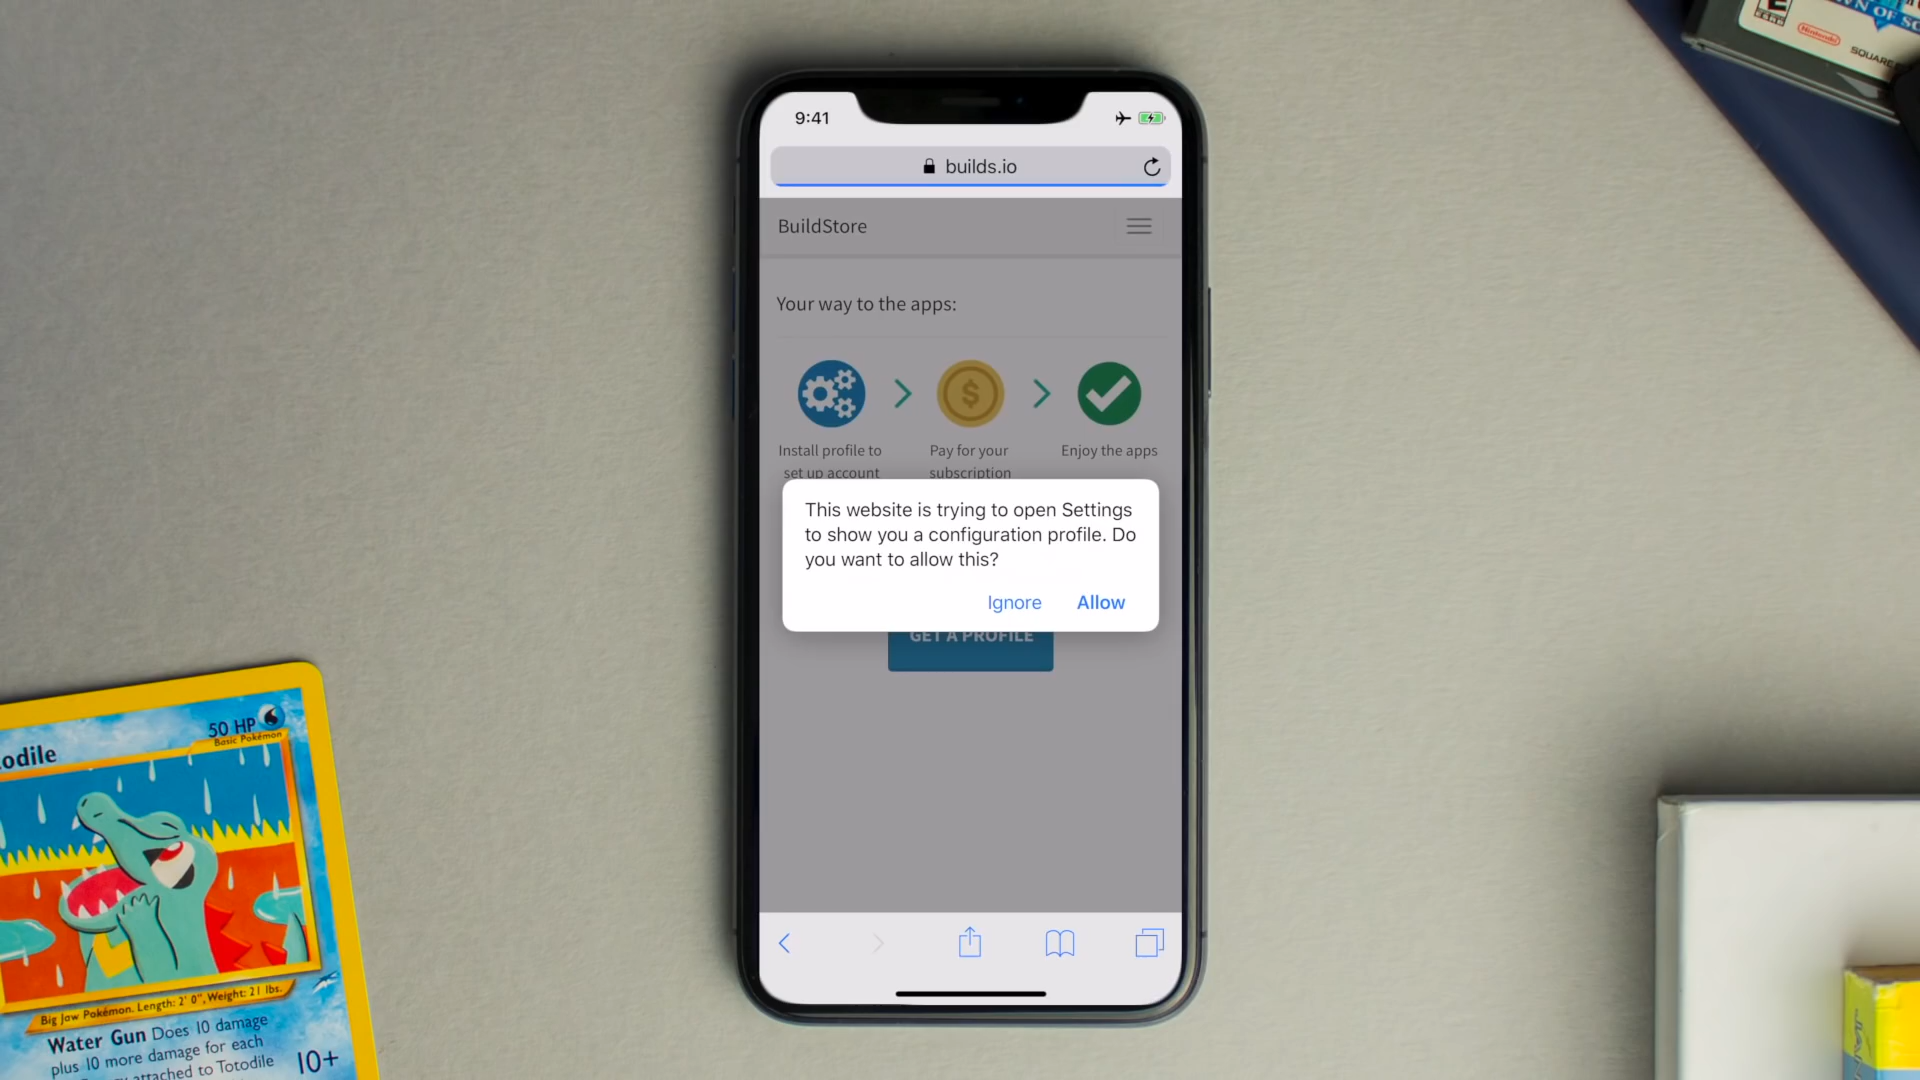 9:41
builds.io
BuildStore
Your way to the apps:
Install profile to
set up account
Pay for your
subscription
Enjoy the apps
This website is trying to open Settings
to show you a configuration profile. Do
you want to allow this?
Ignore
Allow
GET A PROFILE
Nintendo
50 HP
Basic Pokémon
odile
Big Jaw Pokémon. Length: 2' 0", Weight: 21 lbs.
Water Gun Does 10 damage
plus 10 more damage for each
attached to Totodile
10+
E
OF
SQUARE